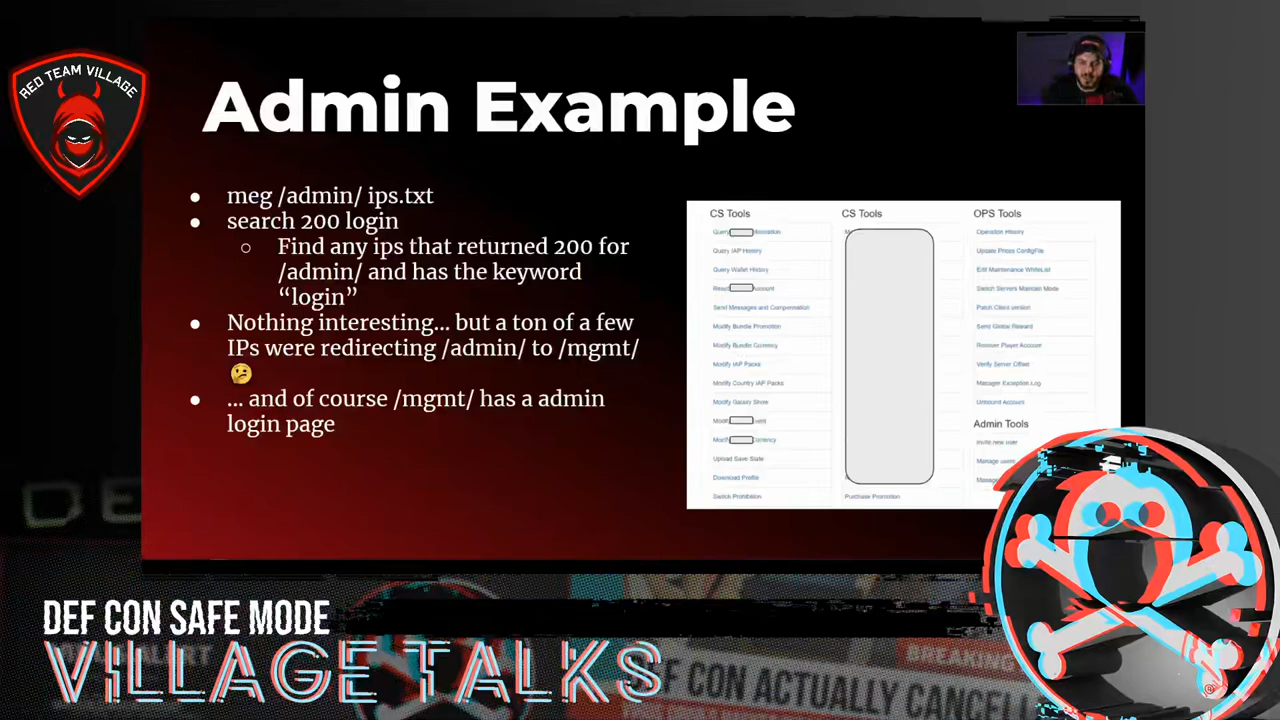 RED TEAM VILLAGE
Admin Example
● meg /admin/ ips.txt
● search 200 login
○ Find any ips that returned 200 for
/admin/ and has the keyword
“login”
● Nothing interesting... but a ton of a few
IPs were redirecting /admin/ to /mgmt/
🤔
● ... and of course /mgmt/ has a admin
login page
CS Tools
Query
Query IAP History
Query Wallet History
Send Messages and Compensation
Modify Bundle Promotion
Modify Bundle Currency
Modify IAP Packs
Modify Country IAP Packs
Modify Galaxy Store
Upload Save State
Download Profile
Switch Prohibition
CS Tools
Purchase Promotion
OPS Tools
Operation History
Update Prices ConfigFile
Edit Maintenance WhiteList
Switch Servers Maintain Mode
Patch Client version
Send Global Reward
Recover Player Account
Verify Server Offset
Manager Exception Log
Unbound Account
Admin Tools
Invite new user
Manage users
Manage
DEF CON SAFE MODE
VILLAGE TALKS
BREAKIN
DEF CON ACTUALLY CANCELL